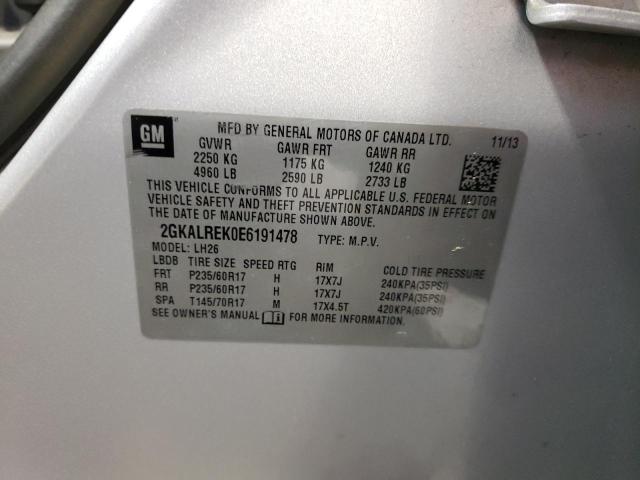 GM
MFD BY GENERAL MOTORS OF CANADA LTD. 11/13
GVWR GAWR FRT GAWR RR
2250 KG 1175 KG 1240 KG
4960 LB 2590 LB 2733 LB
THIS VEHICLE CONFORMS TO ALL APPLICABLE U.S. FEDERAL MOTOR
VEHICLE SAFETY AND THEFT PREVENTION STANDARDS IN EFFECT ON
THE DATE OF MANUFACTURE SHOWN ABOVE.
2GKALREK0E6191478 TYPE: M.P.V.
MODEL: LH26
LBDB TIRE SIZE SPEED RTG RIM COLD TIRE PRESSURE
FRT P235/60R17 H 17X7J 240KPA(35PSI)
RR P235/60R17 H 17X7J 240KPA(35PSI)
SPA T145/70R17 M 17X4.5T 420KPA(60PSI)
SEE OWNER'S MANUAL FOR MORE INFORMATION.